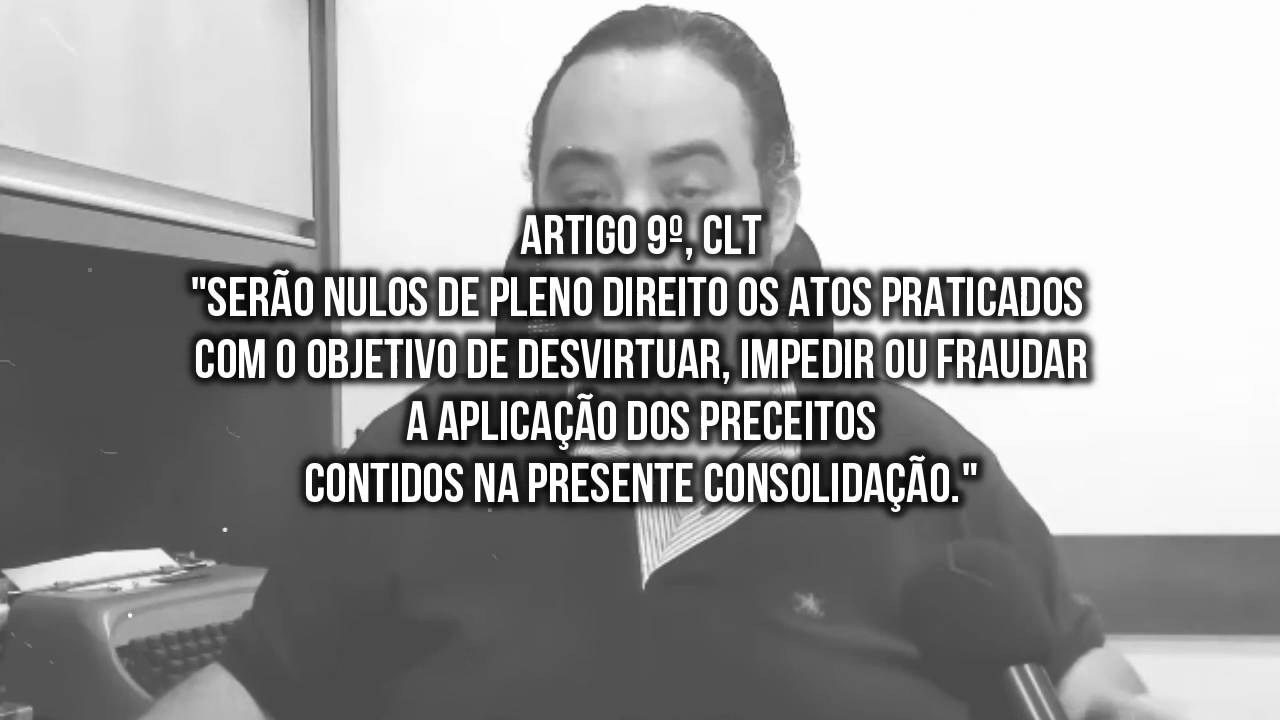 ARTIGO 9º, CLT
"SERÃO NULOS DE PLENO DIREITO OS ATOS PRATICADOS
COM O OBJETIVO DE DESVIRTUAR, IMPEDIR OU FRAUDAR
A APLICAÇÃO DOS PRECEITOS
CONTIDOS NA PRESENTE CONSOLIDAÇÃO."